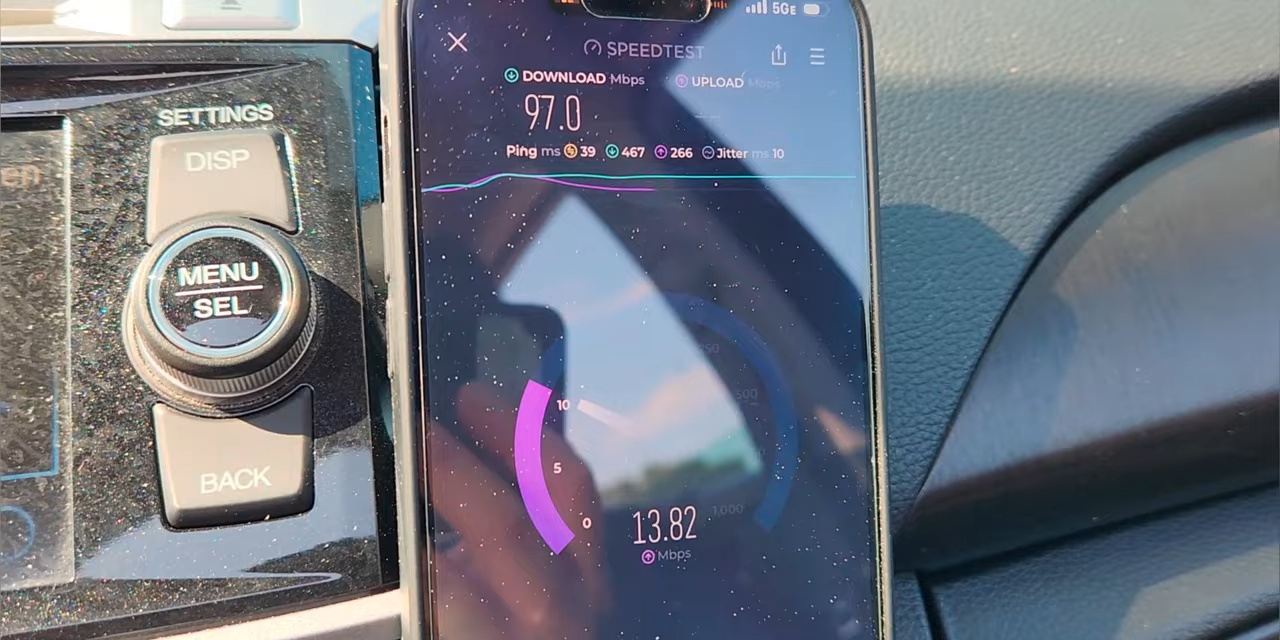 SETTINGS
DISP
MENU
SEL
BACK
en
5GE
SPEEDTEST
DOWNLOAD Mbps
UPLOAD Mbps
97.0
Ping ms 39 467 266 Jitter ms 10
10
5
0
500
1,000
13.82
Mbps